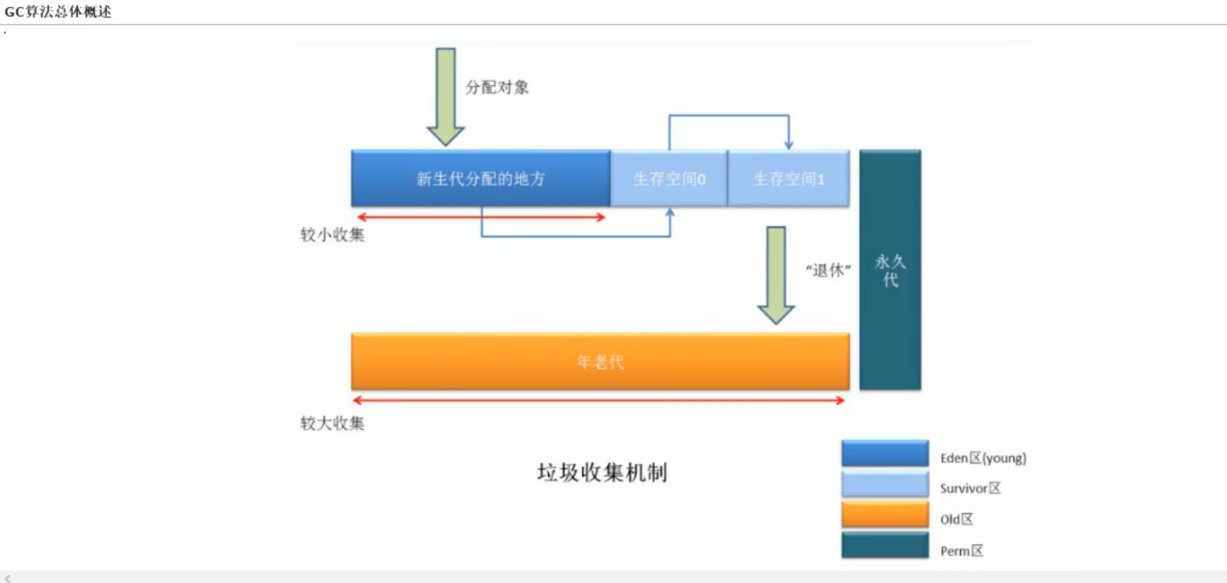 GC算法总体概述
分配对象
新生代分配的地方
生存空间0
生存空间1
较小收集
“退休”
永久
代
年老代
较大收集
垃圾收集机制
Eden区(young)
Survivor区
Old区
Perm区